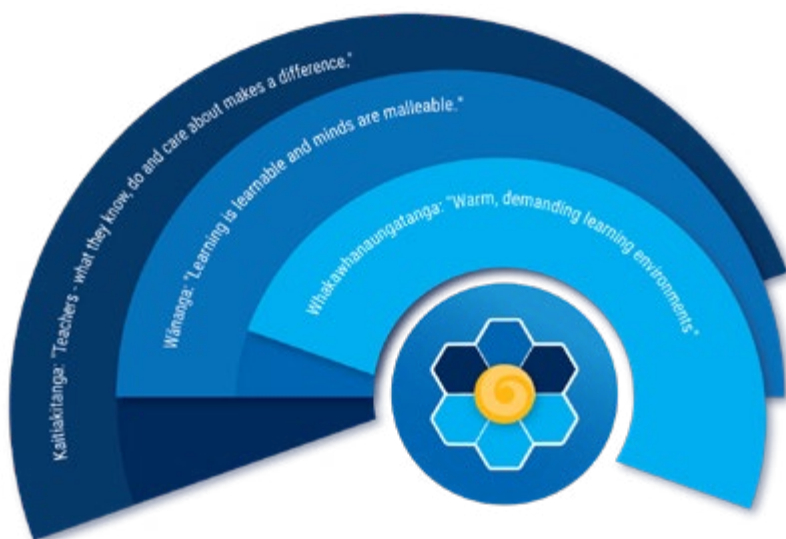 Kaitiakitanga: "Teachers - what they know, do and care about makes a difference."
Wānanga: "Learning is learnable and minds are malleable."
Whakawhanaungatanga: "Warm, demanding learning environments"